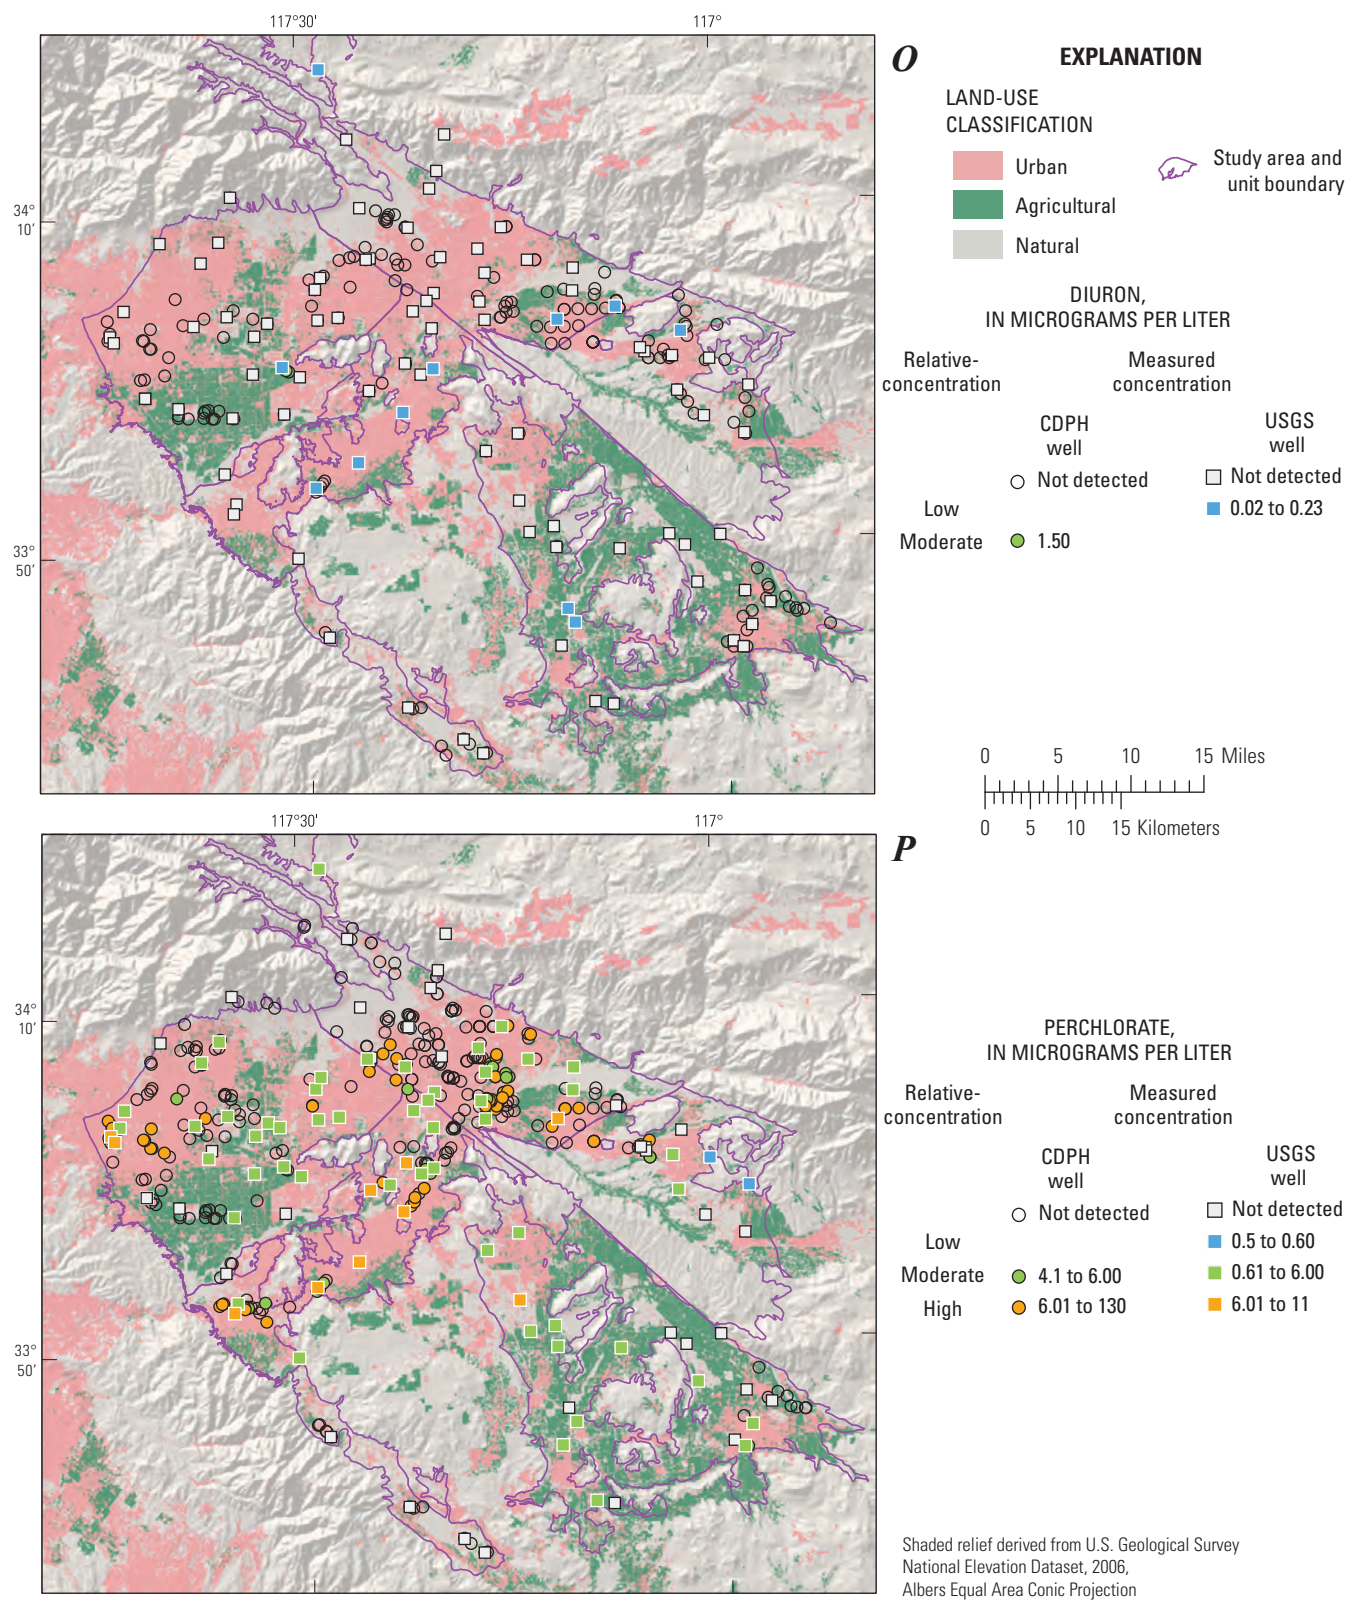 117°30'
117°
34°
10'
33°
50'
O
EXPLANATION
LAND-USE
CLASSIFICATION
Urban
Agricultural
Natural
Study area and
unit boundary
DIURON,
IN MICROGRAMS PER LITER
Relative-
concentration
Measured
concentration
CDPH
well
USGS
well
Not detected
Not detected
Low
0.02 to 0.23
Moderate
1.50
0 5 10 15 Miles
0 5 10 15 Kilometers
117°30'
117°
34°
10'
33°
50'
P
PERCHLORATE,
IN MICROGRAMS PER LITER
Relative-
concentration
Measured
concentration
CDPH
well
USGS
well
Not detected
Not detected
Low
0.5 to 0.60
Moderate
4.1 to 6.00
0.61 to 6.00
High
6.01 to 130
6.01 to 11
Shaded relief derived from U.S. Geological Survey
National Elevation Dataset, 2006,
Albers Equal Area Conic Projection